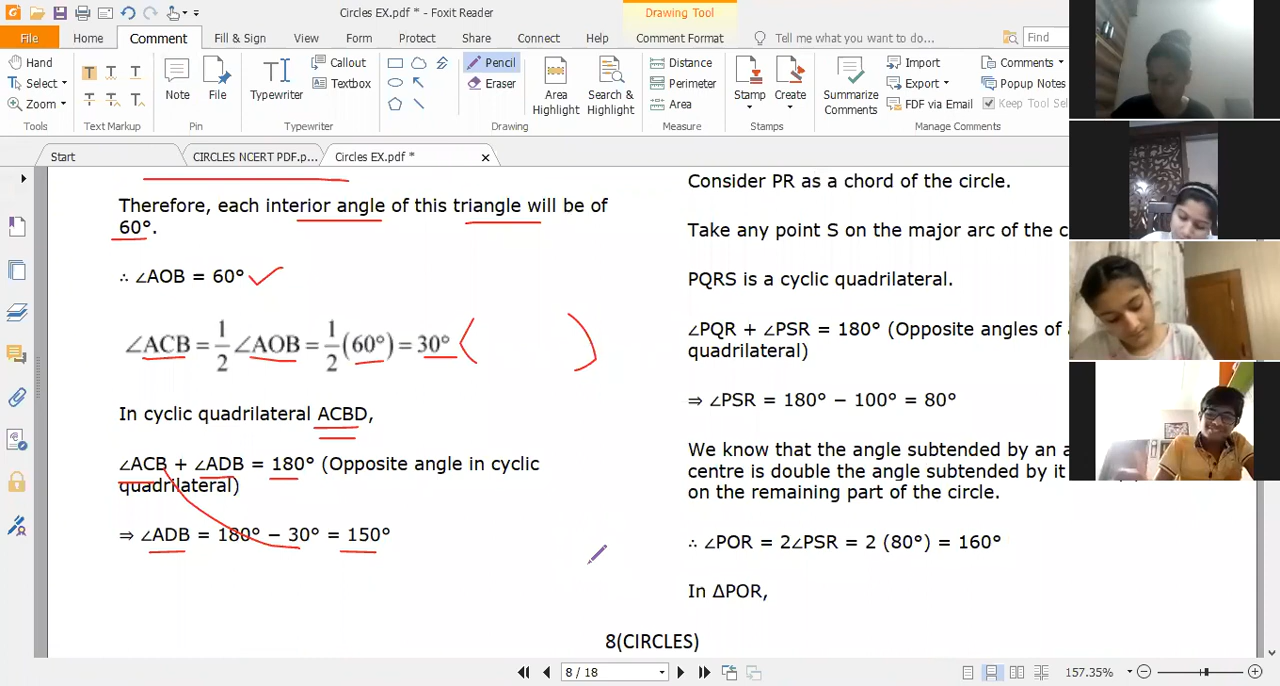 Circles EX.pdf * - Foxit Reader
Drawing Tool
File
Home
Comment
Fill & Sign
View
Form
Protect
Share
Connect
Help
Comment Format
Tell me what you want to do...
Find
Hand
Select
Zoom
Tools
Text Markup
Note
File
Pin
Typewriter
Callout
Textbox
Typewriter
Pencil
Eraser
Drawing
Area Highlight
Search & Highlight
Distance
Perimeter
Area
Measure
Stamp
Create
Stamps
Summarize Comments
Import
Export
FDF via Email
Comments
Popup Notes
Keep Tool Sel
Manage Comments
Start
CIRCLES NCERT PDF.p...
Circles EX.pdf *
Therefore, each interior angle of this triangle will be of
60°.
∴ ∠AOB = 60°
∠ACB = 1/2 ∠AOB = 1/2 (60°) = 30°
In cyclic quadrilateral ACBD,
∠ACB + ∠ADB = 180° (Opposite angle in cyclic
quadrilateral)
⇒ ∠ADB = 180° − 30° = 150°
Consider PR as a chord of the circle.
Take any point S on the major arc of the c
PQRS is a cyclic quadrilateral.
∠PQR + ∠PSR = 180° (Opposite angles of a
quadrilateral)
⇒ ∠PSR = 180° − 100° = 80°
We know that the angle subtended by an a
centre is double the angle subtended by it
on the remaining part of the circle.
∴ ∠POR = 2∠PSR = 2 (80°) = 160°
In ΔPOR,
8(CIRCLES)
8 / 18
157.35%